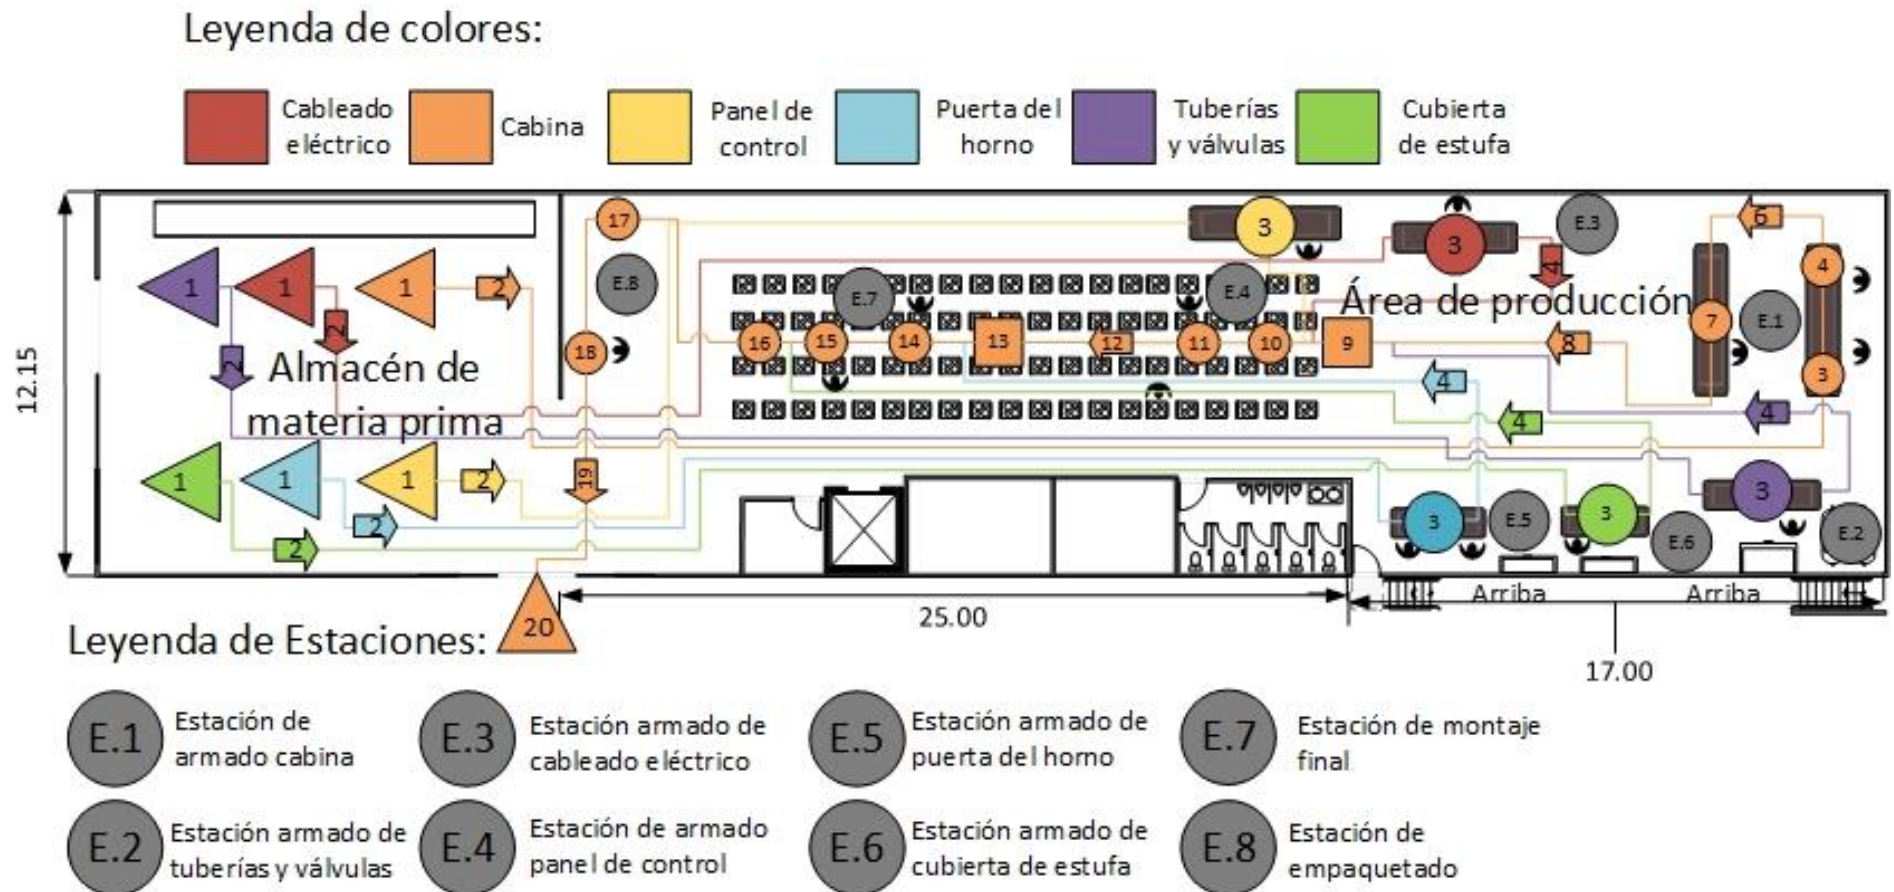 Leyenda de colores:
Cableado
eléctrico
Cabina
Panel de
control
Puerta del
horno
Tuberías
y válvulas
Cubierta
de estufa
12.15
1
1
1
2
2
2
Almacén de
materia prima
1
1
1
2
2
2
17
E.8
18
19
20
E.7
16
15
14
13
12
11
10
E.4
3
3
E.3
4
Área de producción
9
8
6
4
7
E.1
3
4
4
4
3
E.5
3
E.6
3
E.2
Arriba
Arriba
25.00
17.00
Leyenda de Estaciones:
E.1
Estación de
armado cabina
E.3
Estación armado de
cableado eléctrico
E.5
Estación armado de
puerta del horno
E.7
Estación de montaje
final
E.2
Estación armado de
tuberías y válvulas
E.4
Estación de armado
panel de control
E.6
Estación armado de
cubierta de estufa
E.8
Estación de
empaquetado